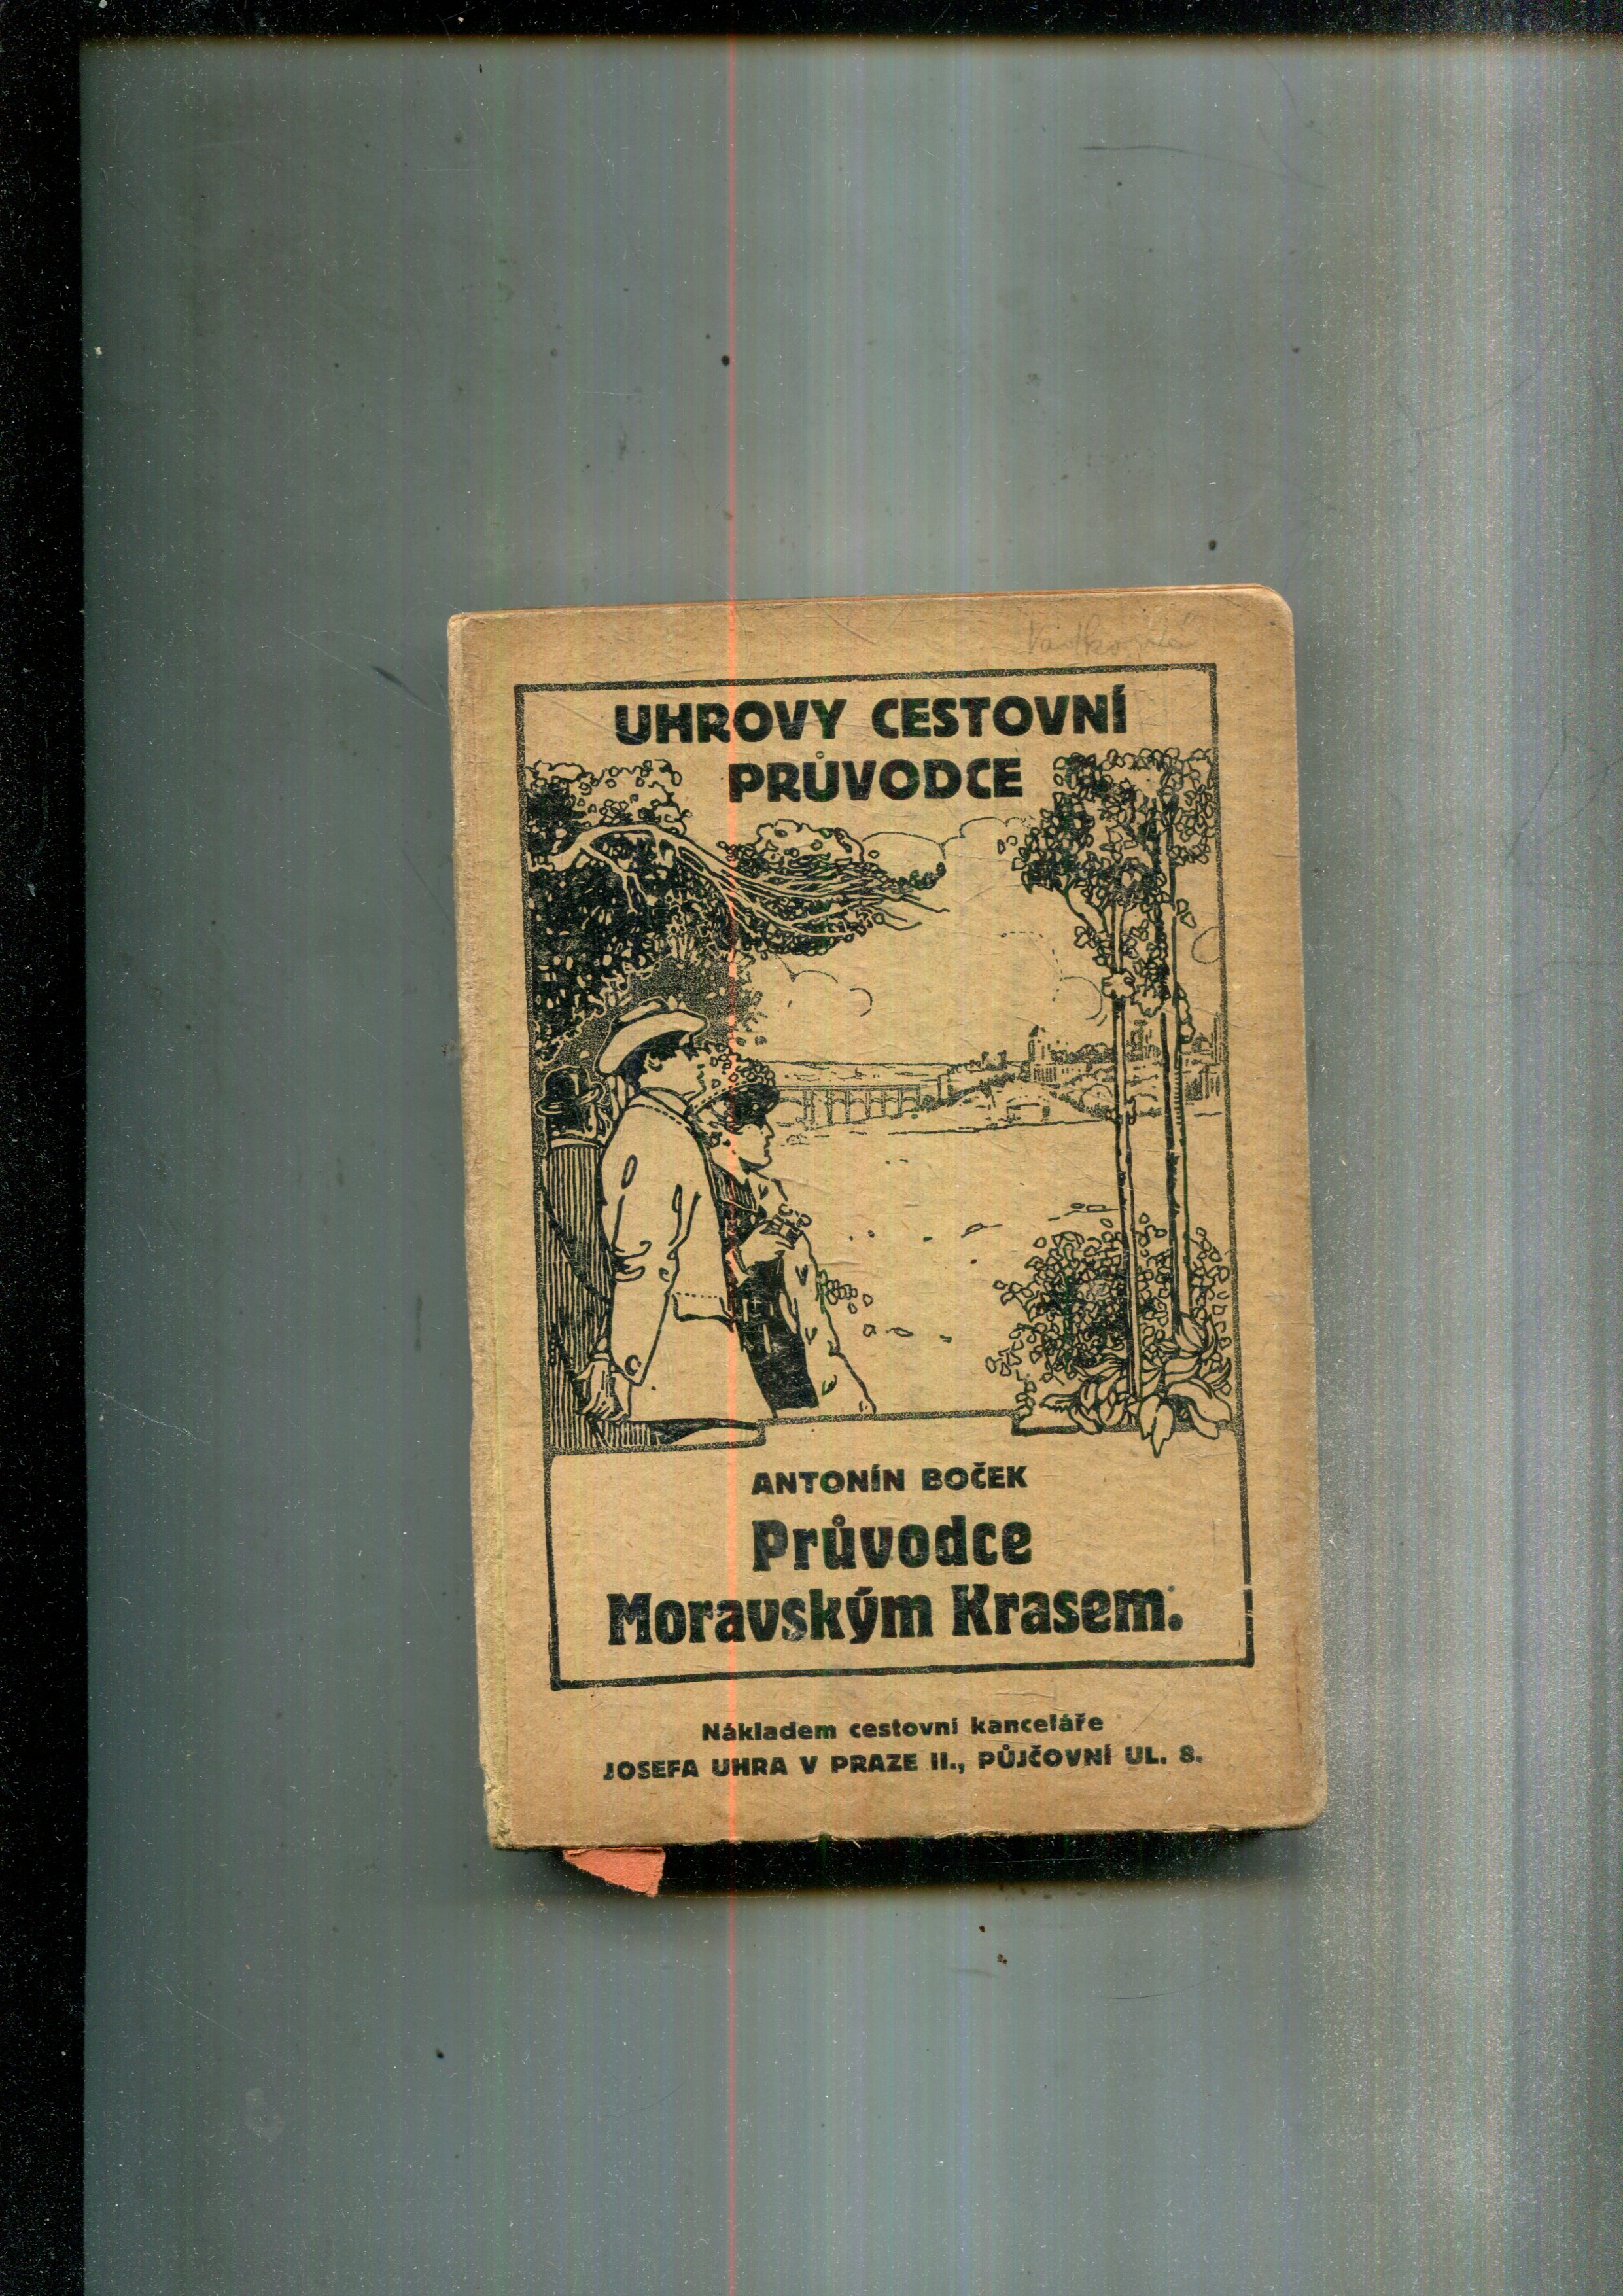 UHROVY CESTOVNÍ
PRŮVODCE
ANTONÍN BOČEK
Průvodce
Moravským Krasem.
Nákladem cestovní kanceláře
JOSEFA UHRA V PRAZE II., PŮJČOVNÍ UL. 8.